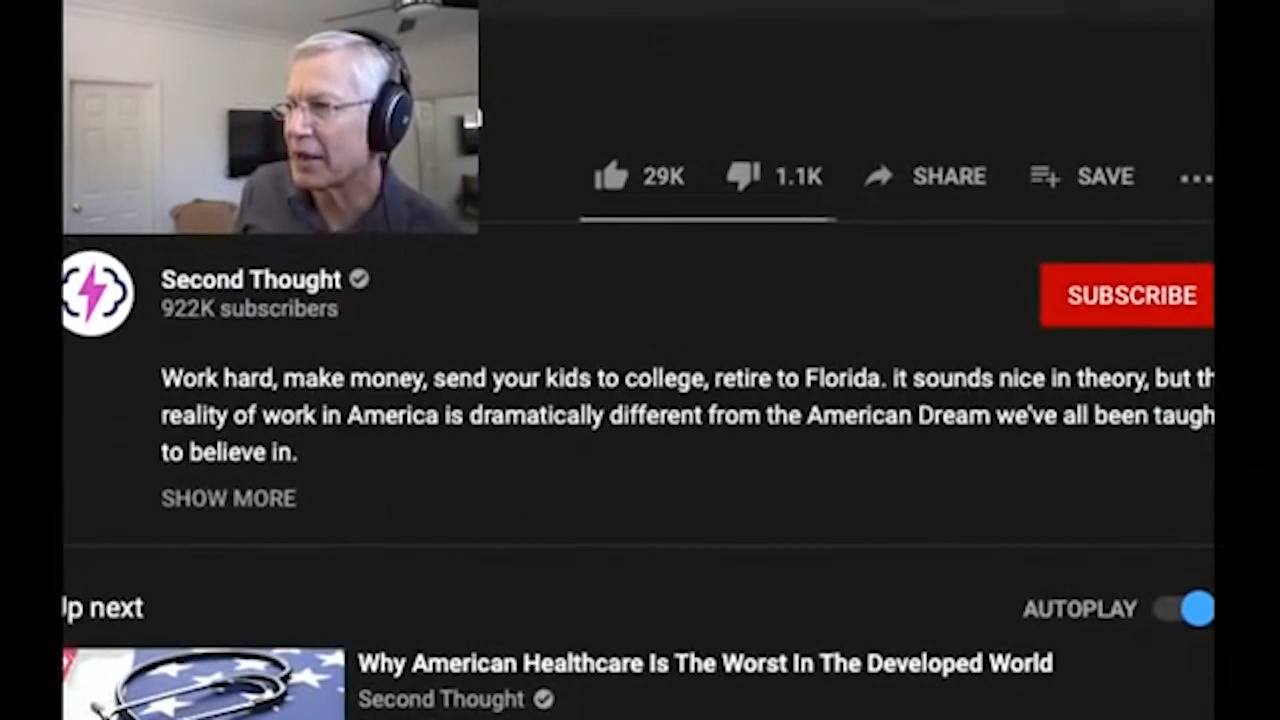 29K 1.1K SHARE SAVE
Second Thought
922K subscribers
SUBSCRIBE
Work hard, make money, send your kids to college, retire to Florida. it sounds nice in theory, but th
reality of work in America is dramatically different from the American Dream we've all been taugh
to believe in.
SHOW MORE
Up next
AUTOPLAY
Why American Healthcare Is The Worst In The Developed World
Second Thought